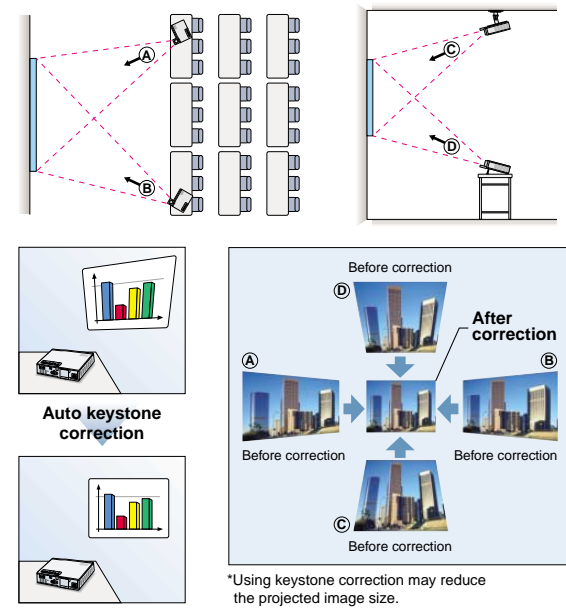 A
B
C
D
Auto keystone
correction
Before correction
D
After
correction
A
B
Before correction
Before correction
C
Before correction
*Using keystone correction may reduce
the projected image size.